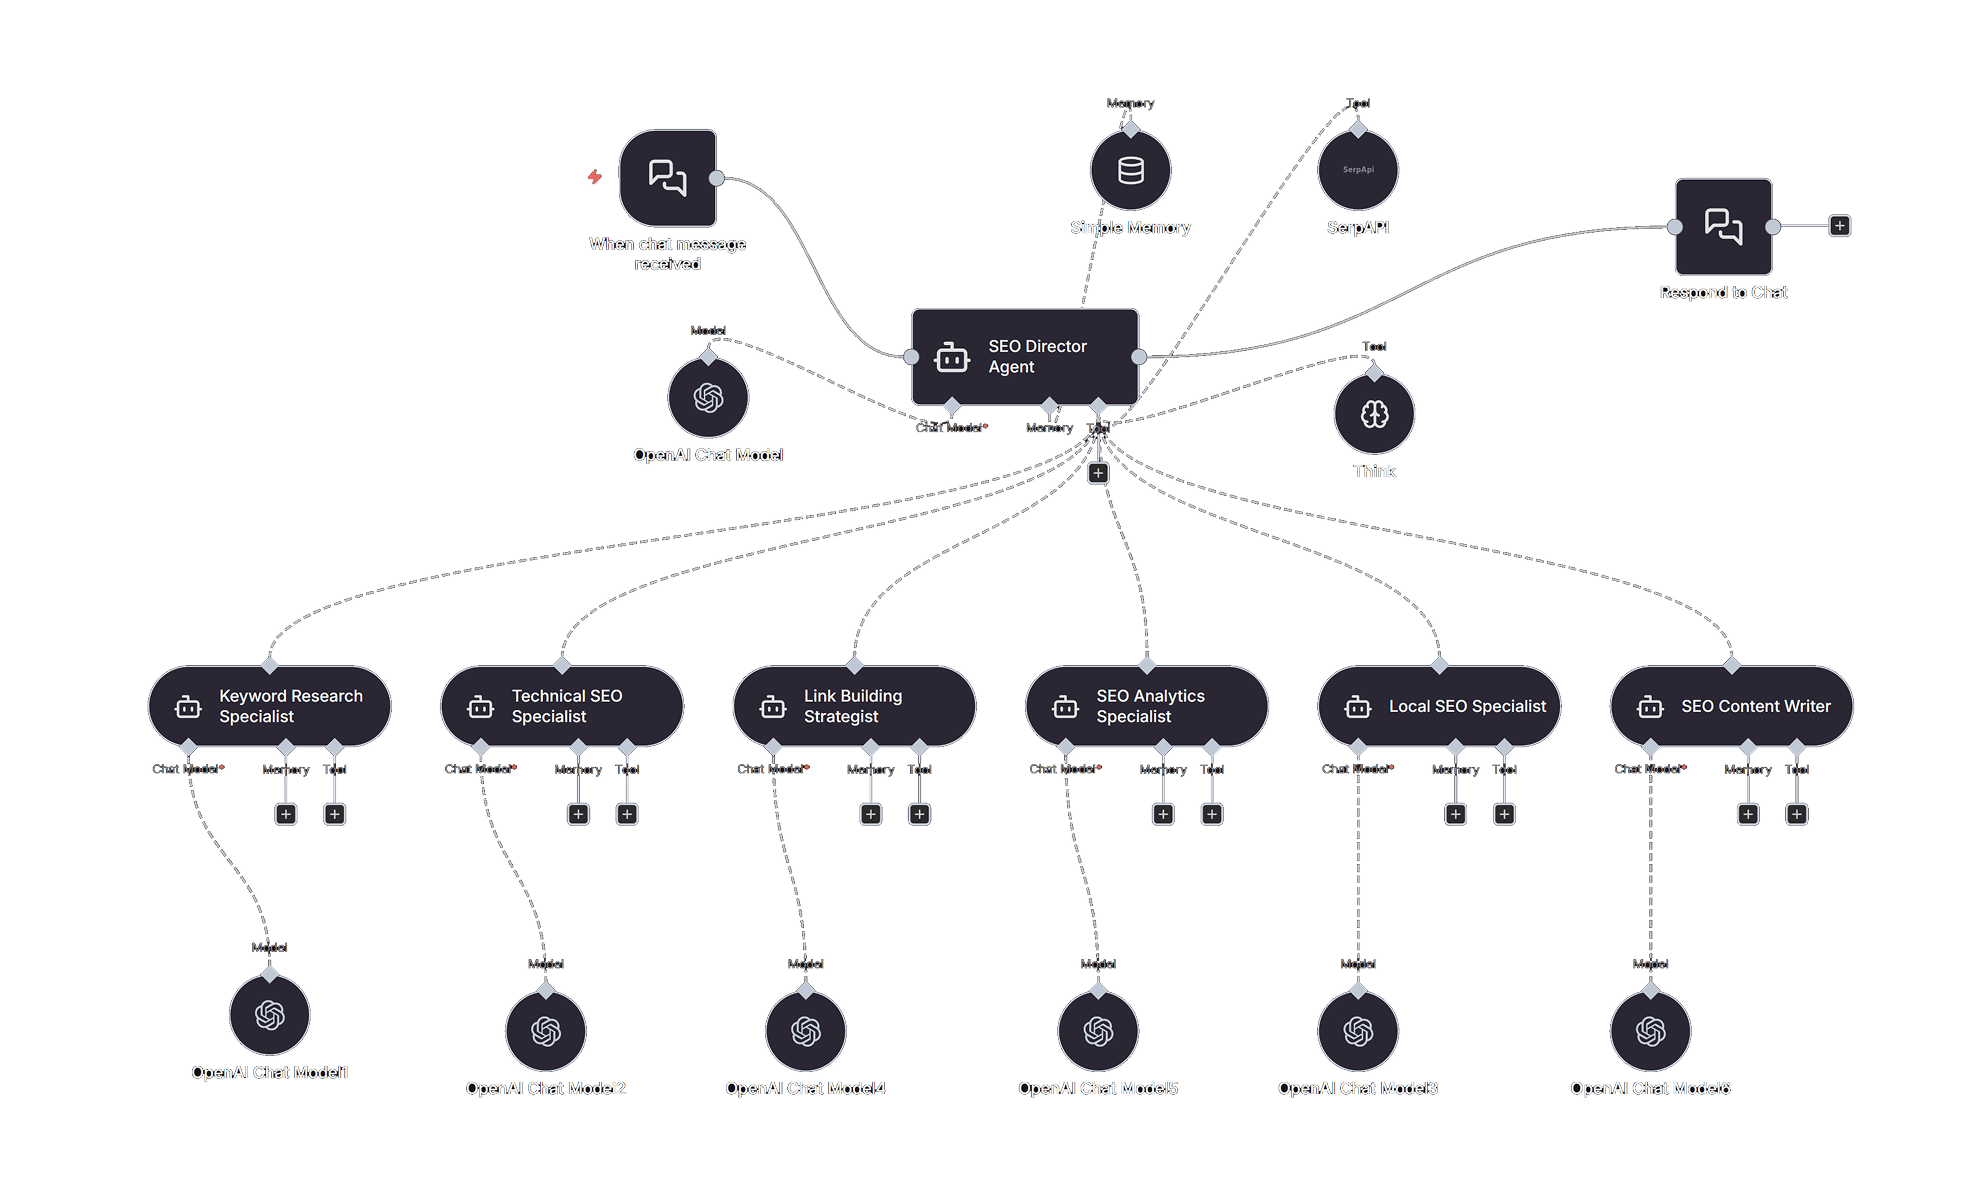 Memory
Tool
SerpApi
Simple Memory
SerpAPI
When chat message
received
Respond to Chat
Model
SEO Director
Agent
Tool
Chat Model*
Memory
Tool
OpenAI Chat Model
Think
Keyword Research
Specialist
Technical SEO
Specialist
Link Building
Strategist
SEO Analytics
Specialist
Local SEO Specialist
SEO Content Writer
Chat Model*
Memory
Tool
Chat Model*
Memory
Tool
Chat Model*
Memory
Tool
Chat Model*
Memory
Tool
Chat Model*
Memory
Tool
Chat Model*
Memory
Tool
Model
Model
Model
Model
Model
Model
OpenAI Chat Model1
OpenAI Chat Model2
OpenAI Chat Model4
OpenAI Chat Model5
OpenAI Chat Model3
OpenAI Chat Model6